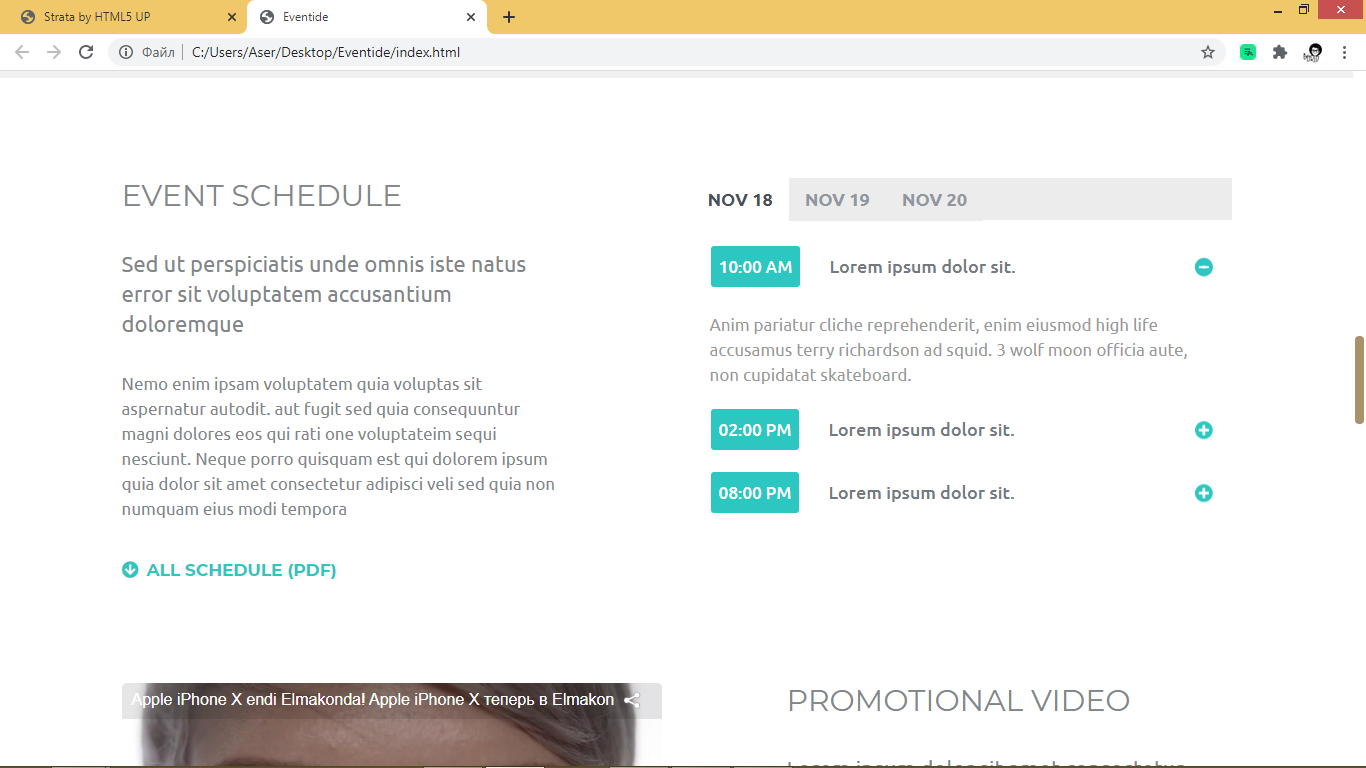 Strata by HTML5 UP
Eventide
Файл
C:/Users/Aser/Desktop/Eventide/index.html
EVENT SCHEDULE
Sed ut perspiciatis unde omnis iste natus
error sit voluptatem accusantium
doloremque
Nemo enim ipsam voluptatem quia voluptas sit
aspernatur autodit. aut fugit sed quia consequuntur
magni dolores eos qui rati one voluptateim sequi
nesciunt. Neque porro quisquam est qui dolorem ipsum
quia dolor sit amet consectetur adipisci veli sed quia non
numquam eius modi tempora
ALL SCHEDULE (PDF)
NOV 18 NOV 19 NOV 20
10:00 AM Lorem ipsum dolor sit.
Anim pariatur cliche reprehenderit, enim eiusmod high life
accusamus terry richardson ad squid. 3 wolf moon officia aute,
non cupidatat skateboard.
02:00 PM Lorem ipsum dolor sit.
08:00 PM Lorem ipsum dolor sit.
Apple iPhone X endi Elmakonda! Apple iPhone X теперь в Elmakon
PROMOTIONAL VIDEO